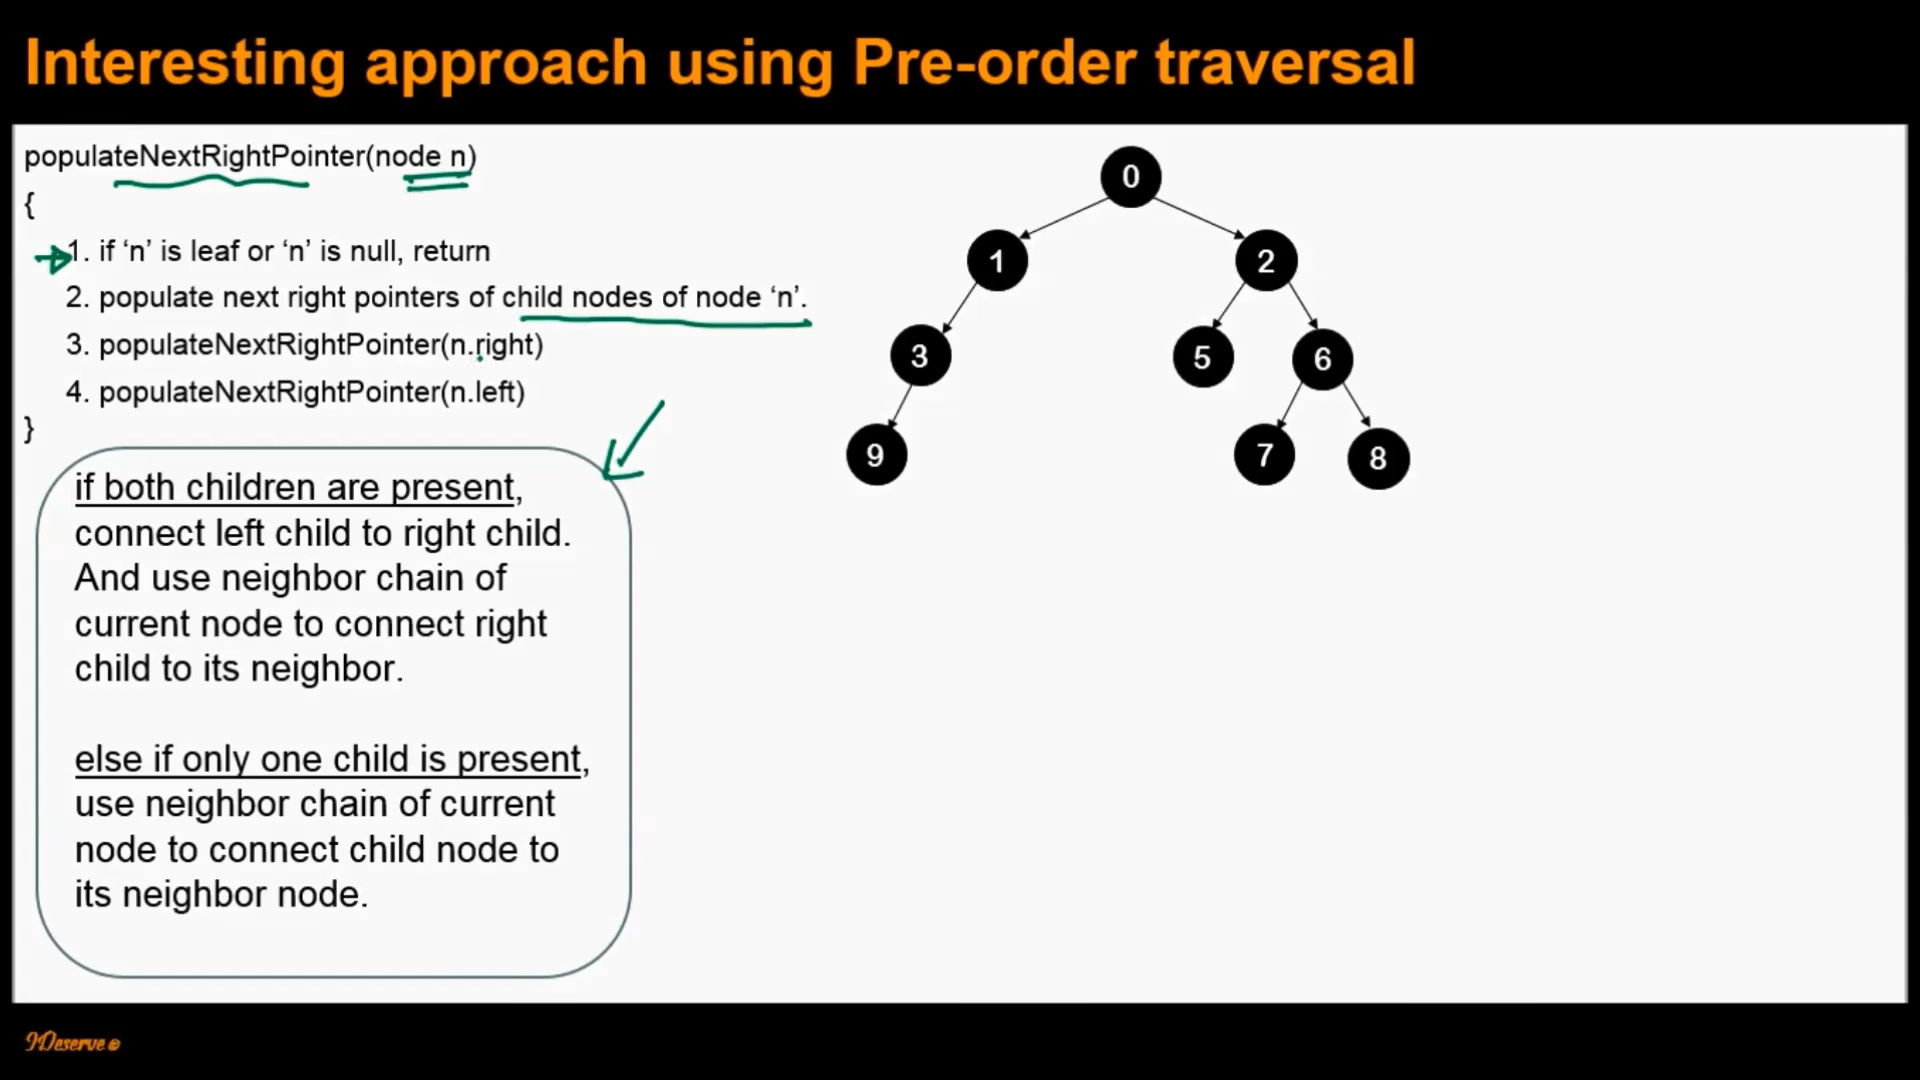 Interesting approach using Pre-order traversal
populateNextRightPointer(node n)
{
1. if ‘n’ is leaf or ‘n’ is null, return
2. populate next right pointers of child nodes of node ‘n’.
3. populateNextRightPointer(n.right)
4. populateNextRightPointer(n.left)
}
if both children are present,
connect left child to right child.
And use neighbor chain of
current node to connect right
child to its neighbor.
else if only one child is present,
use neighbor chain of current
node to connect child node to
its neighbor node.
0
1 2
3 5 6
9 7 8
IDeserve